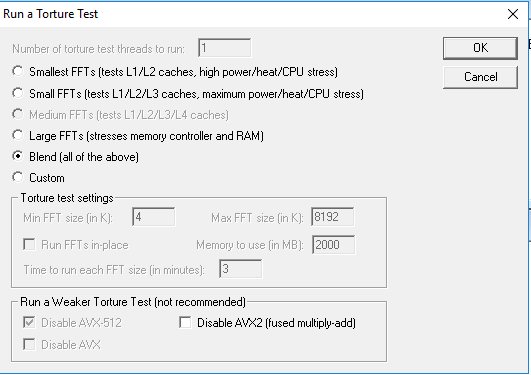 Run a Torture Test
Number of torture test threads to run: 1
OK
Smallest FFTs (tests L1/L2 caches, high power/heat/CPU stress)
Cancel
Small FFTs (tests L1/L2/L3 caches, maximum power/heat/CPU stress)
Medium FFTs (tests L1/L2/L3/L4 caches)
Large FFTs (stresses memory controller and RAM)
Blend (all of the above)
Custom
Torture test settings
Min FFT size (in K): 4 Max FFT size (in K): 8192
Run FFTs in-place Memory to use (in MB): 2000
Time to run each FFT size (in minutes): 3
Run a Weaker Torture Test (not recommended)
Disable AVX-512 Disable AVX2 (fused multiply-add)
Disable AVX